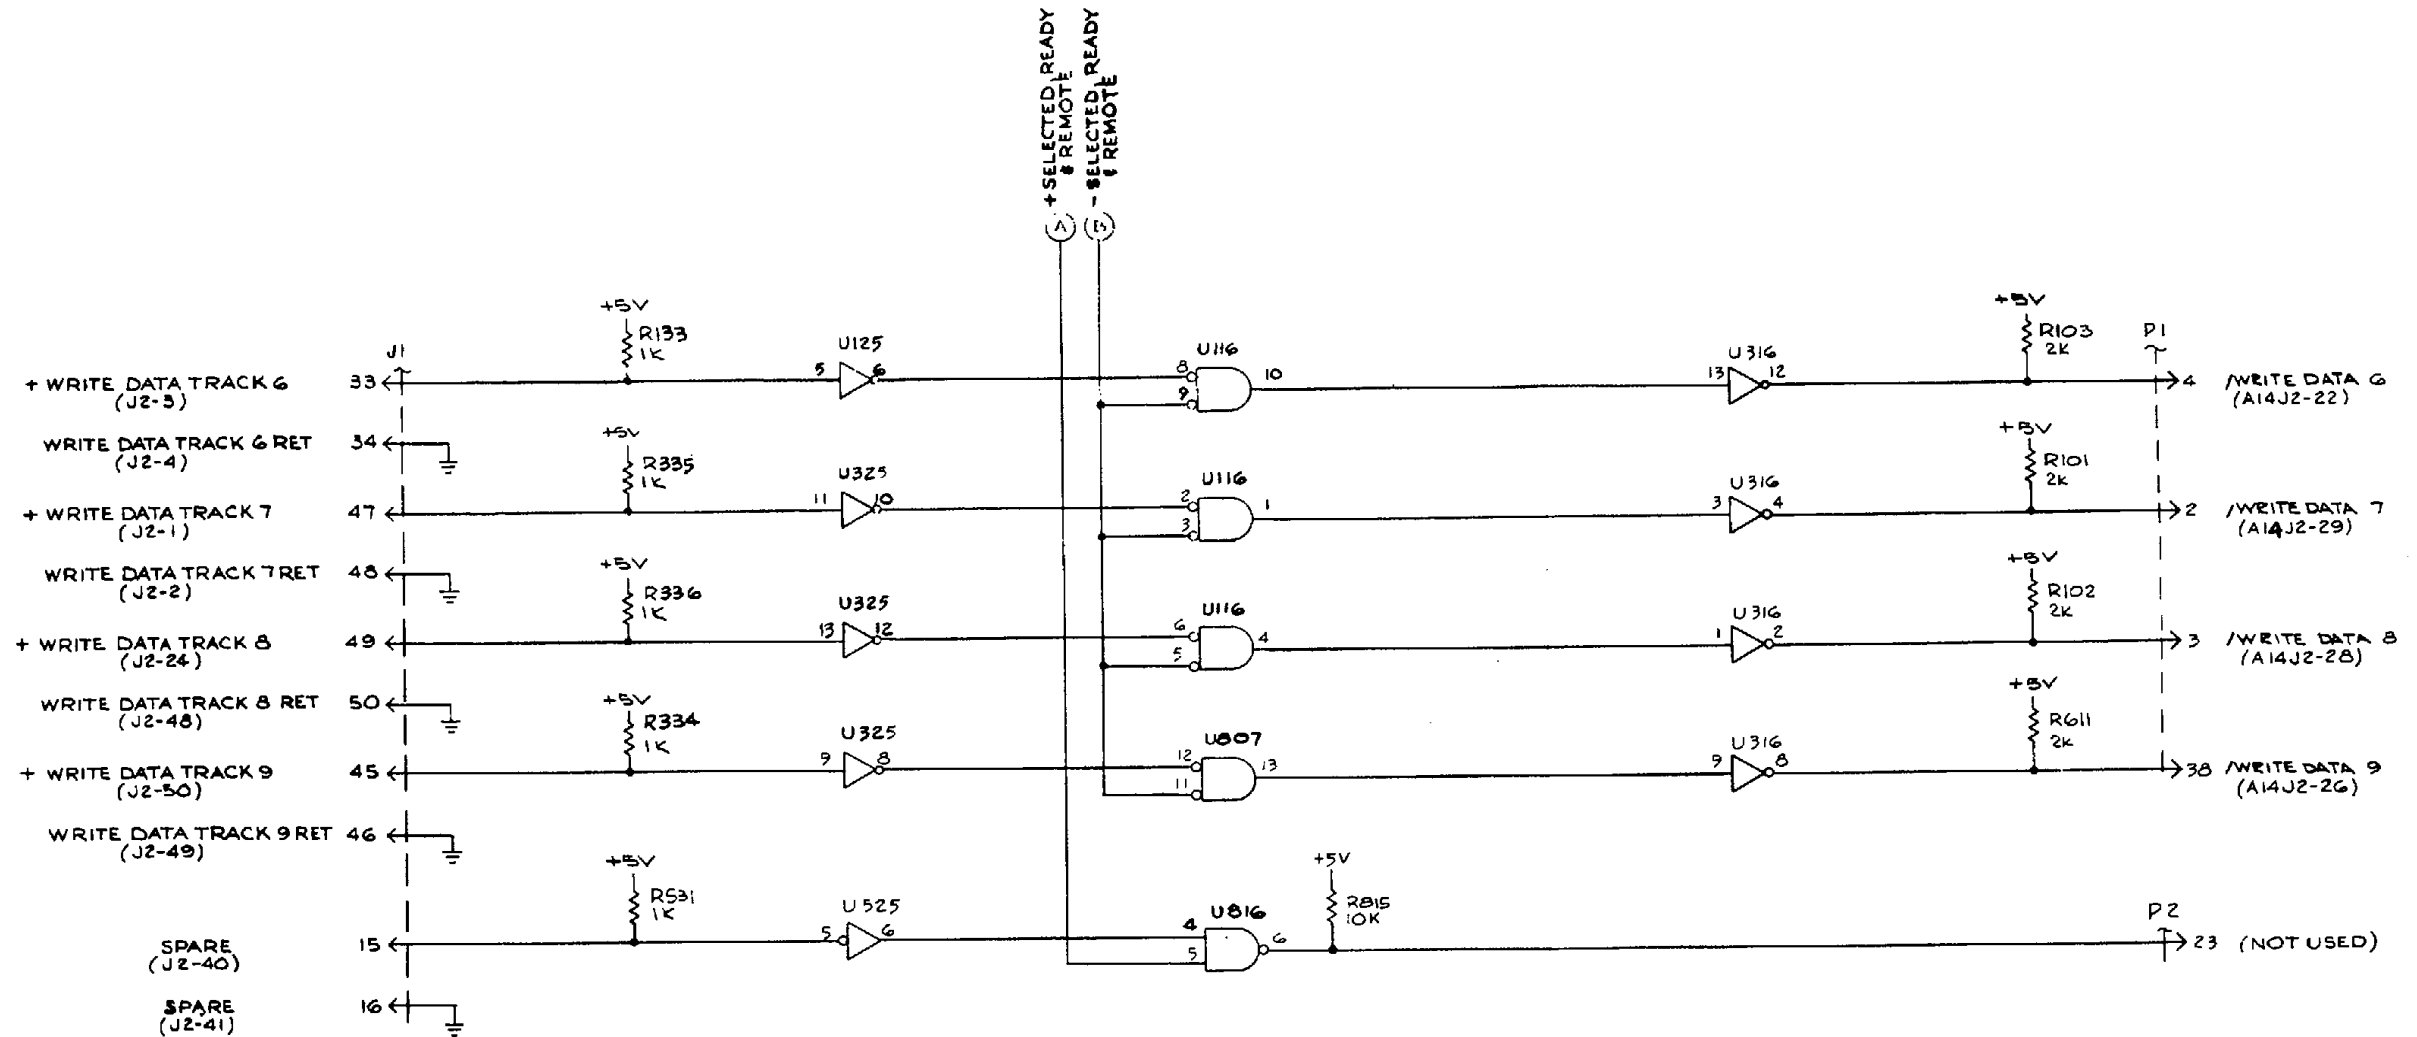 + SELECTED READY
& REMOTE
- SELECTED READY
& REMOTE
A
B
J1
+5V
R133
1K
U125
5
6
U116
8
9
10
U316
13
12
+5V
R103
2K
P1
+ WRITE DATA TRACK 6
(J2-3)
33
4
/WRITE DATA 6
(A14J2-22)
WRITE DATA TRACK 6 RET
(J2-4)
34
+5V
R335
1K
U325
11
10
U116
2
3
1
U316
3
4
+5V
R101
2K
+ WRITE DATA TRACK 7
(J2-1)
47
2
/WRITE DATA 7
(A14J2-29)
WRITE DATA TRACK 7 RET
(J2-2)
48
+5V
R336
1K
U325
13
12
U116
6
5
4
U316
1
2
+5V
R102
2K
+ WRITE DATA TRACK 8
(J2-24)
49
3
/WRITE DATA 8
(A14J2-28)
WRITE DATA TRACK 8 RET
(J2-48)
50
+5V
R334
1K
U325
9
8
U807
12
11
13
U316
9
8
+5V
R611
2K
+ WRITE DATA TRACK 9
(J2-50)
45
38
/WRITE DATA 9
(A14J2-26)
WRITE DATA TRACK 9 RET
(J2-49)
46
+5V
R531
1K
U525
5
6
U816
4
5
6
+5V
R815
10K
P2
SPARE
(J2-40)
15
23
(NOT USED)
SPARE
(J2-41)
16